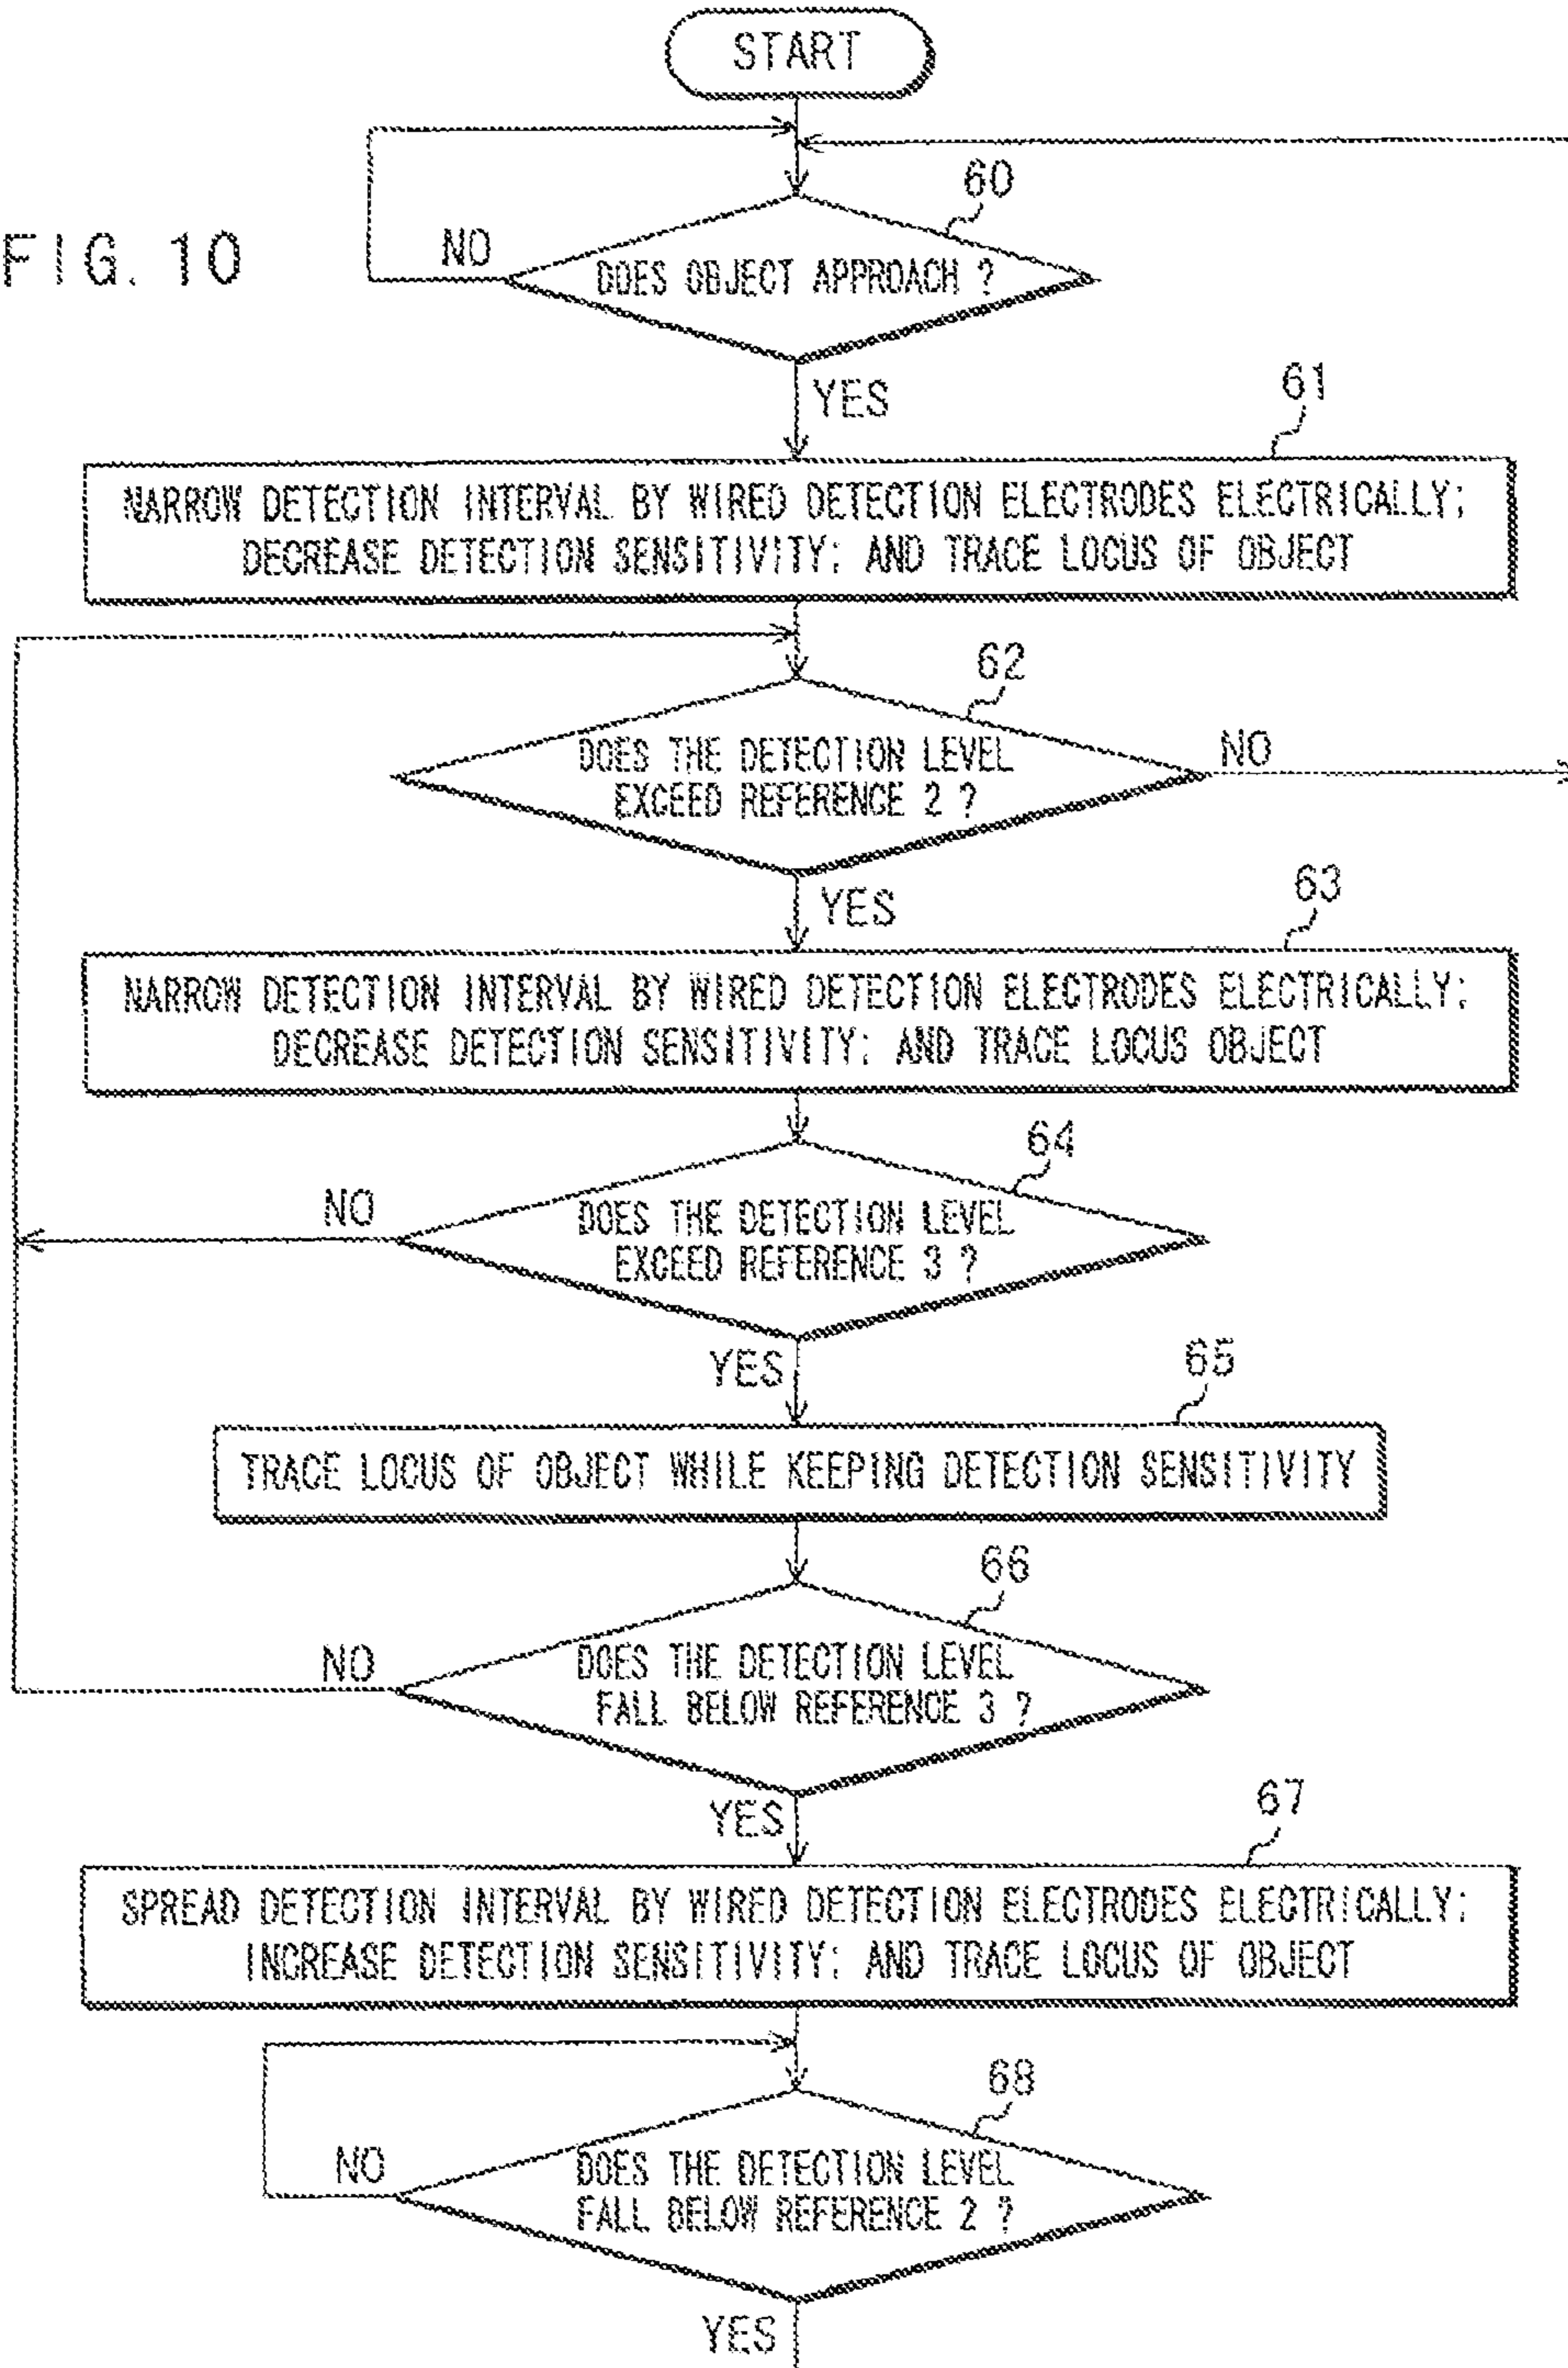 START
FIG. 10
60
NO
DOES OBJECT APPROACH ?
YES
61
NARROW DETECTION INTERVAL BY WIRED DETECTION ELECTRODES ELECTRICALLY;
DECREASE DETECTION SENSITIVITY; AND TRACE LOCUS OF OBJECT
62
DOES THE DETECTION LEVEL
EXCEED REFERENCE 2 ?
NO
YES
63
NARROW DETECTION INTERVAL BY WIRED DETECTION ELECTRODES ELECTRICALLY;
DECREASE DETECTION SENSITIVITY; AND TRACE LOCUS OBJECT
64
NO
DOES THE DETECTION LEVEL
EXCEED REFERENCE 3 ?
YES
65
TRACE LOCUS OF OBJECT WHILE KEEPING DETECTION SENSITIVITY
66
NO
DOES THE DETECTION LEVEL
FALL BELOW REFERENCE 3 ?
YES
67
SPREAD DETECTION INTERVAL BY WIRED DETECTION ELECTRODES ELECTRICALLY;
INCREASE DETECTION SENSITIVITY; AND TRACE LOCUS OF OBJECT
68
NO
DOES THE DETECTION LEVEL
FALL BELOW REFERENCE 2 ?
YES